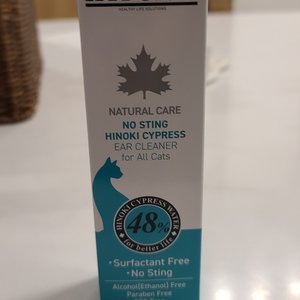 HEALTHY LIFE SOLUTIONS
NATURAL CARE
NO STING
HINOKI CYPRESS
EAR CLEANER
for All Cats
HINOKI CYPRESS WATER
48%
for better life
• Surfactant Free
• No Sting
Alcohol(Ethanol) Free
Paraben Free